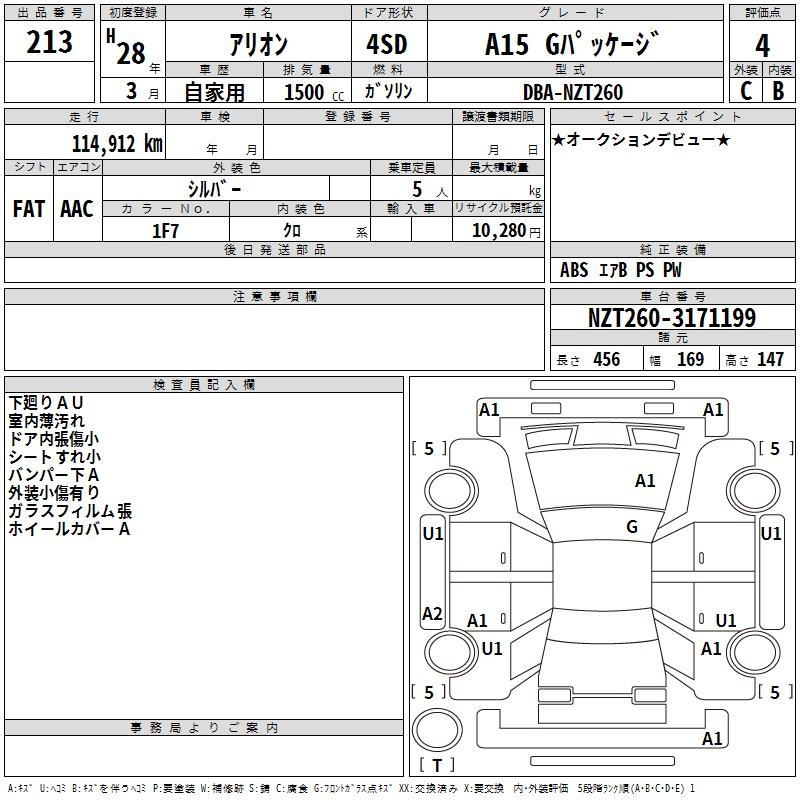 出品番号
213
初度登録
H 28 年
3 月
車名
アリオン
ドア形状
4SD
グレード
A15 Gﾊﾟｯｹｰｼﾞ
評価点
4
車歴
自家用
排気量
1500 CC
燃料
ｶﾞｿﾘﾝ
型式
DBA-NZT260
外装 内装
C B
走行
114,912 km
車検
年 月
登録番号
譲渡書類期限
月 日
シフト
FAT
エアコン
AAC
外装色
ｼﾙﾊﾞｰ
乗車定員
5 人
最大積載量
kg
カラーNo.
1F7
内装色
ｸﾛ 系
輸入車
リサイクル預託金
10,280 円
後日発送部品
セールスポイント
★オークションデビュー★
純正装備
ABS ｴｱB PS PW
注意事項欄
車台番号
NZT260-3171199
諸元
長さ 456 幅 169 高さ 147
検査員記入欄
下廻りＡＵ
室内薄汚れ
ドア内張傷小
シートすれ小
バンパー下Ａ
外装小傷有り
ガラスフィルム張
ホイールカバーＡ
事務局よりご案内
A1 A1
[ 5 ] [ 5 ]
A1
G
U1 U1
A2 A1 U1
U1 A1
[ 5 ] [ 5 ]
A1
[ T ]
A:ｷｽﾞ U:ﾍｺﾐ B:ｷｽﾞを伴うﾍｺﾐ P:要塗装 W:補修跡 S:錆 C:腐食 G:ﾌﾛﾝﾄｶﾞﾗｽ点ｷｽﾞ XX:交換済み X:要交換 内・外装評価 5段階ﾗﾝｸ順(A・B・C・D・E) 1